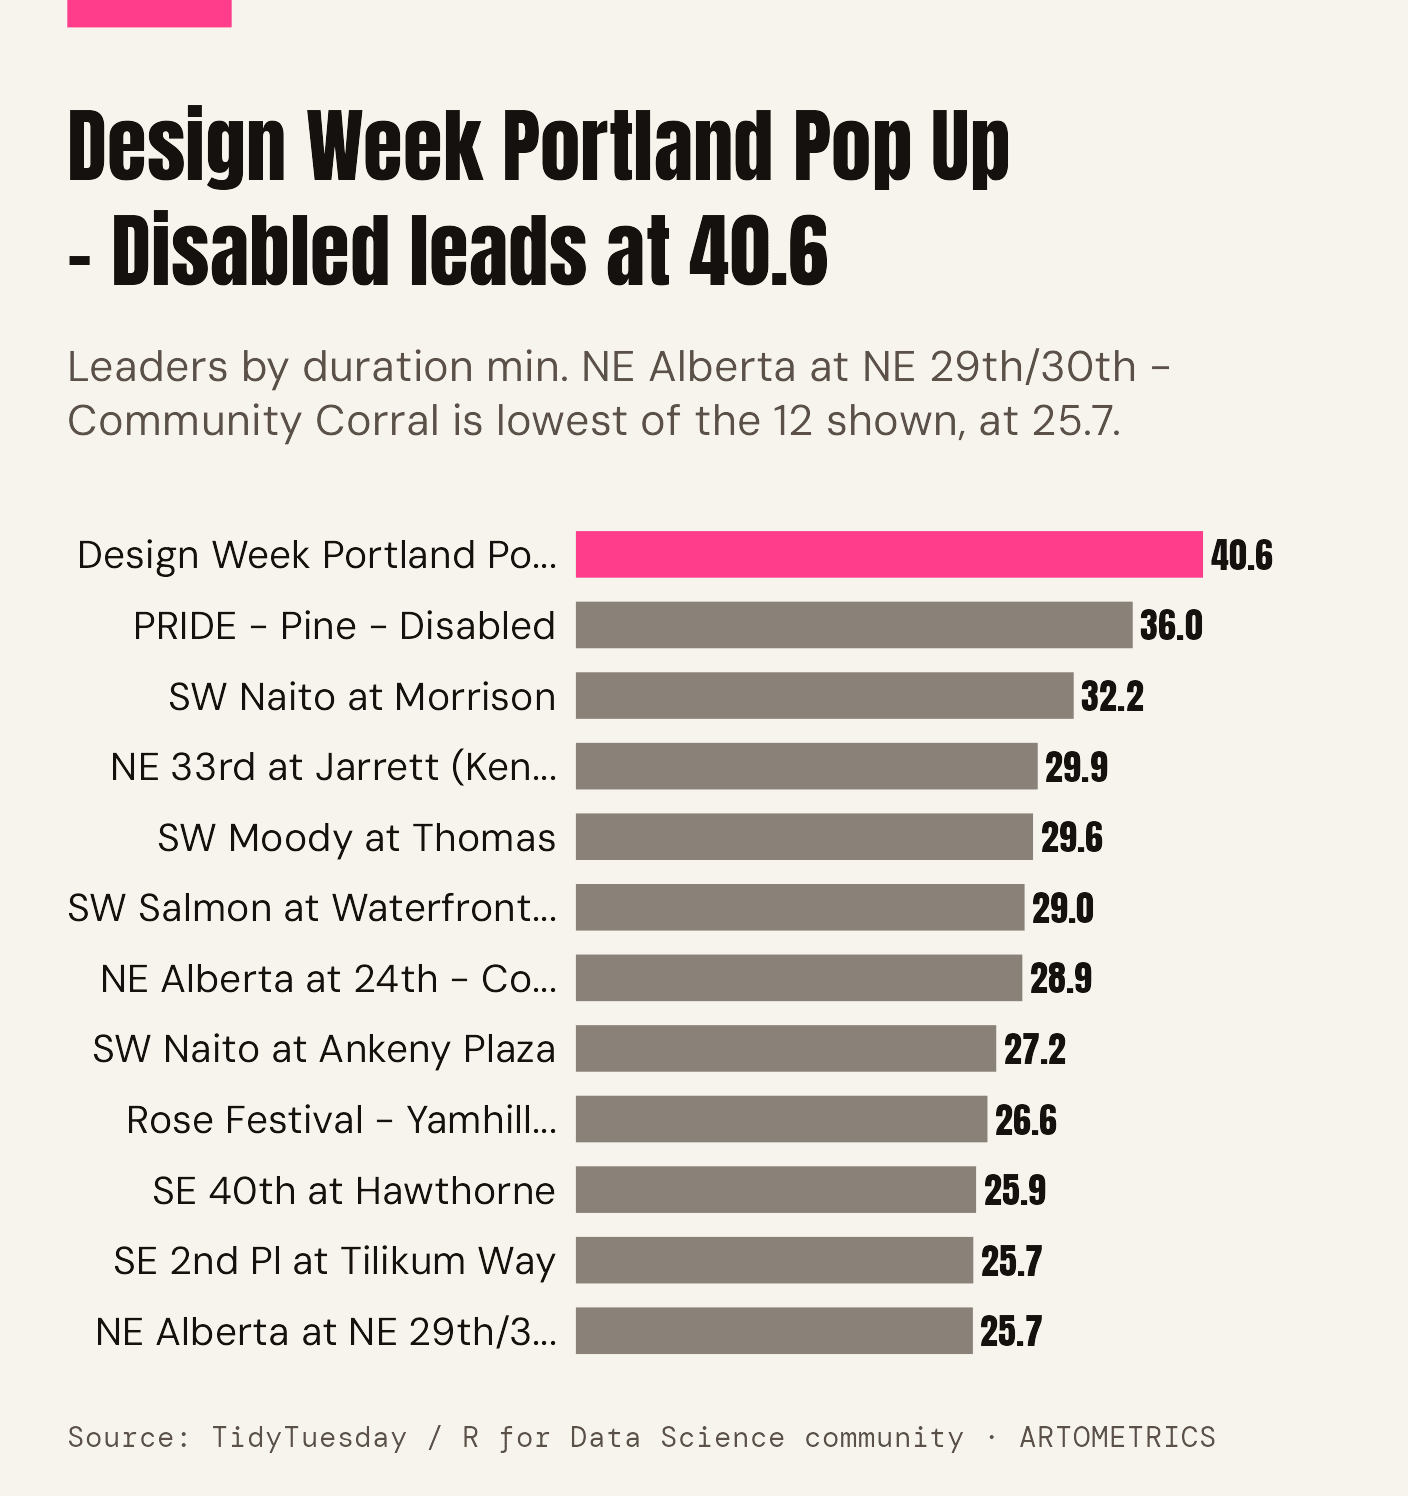 Design Week Portland Pop Up
- Disabled leads at 40.6
Leaders by duration min. NE Alberta at NE 29th/30th -
Community Corral is lowest of the 12 shown, at 25.7.
Design Week Portland Po... 40.6
PRIDE - Pine - Disabled 36.0
SW Naito at Morrison 32.2
NE 33rd at Jarrett (Ken... 29.9
SW Moody at Thomas 29.6
SW Salmon at Waterfront... 29.0
NE Alberta at 24th - Co... 28.9
SW Naito at Ankeny Plaza 27.2
Rose Festival - Yamhill... 26.6
SE 40th at Hawthorne 25.9
SE 2nd Pl at Tilikum Way 25.7
NE Alberta at NE 29th/3... 25.7
Source: TidyTuesday / R for Data Science community · ARTOMETRICS